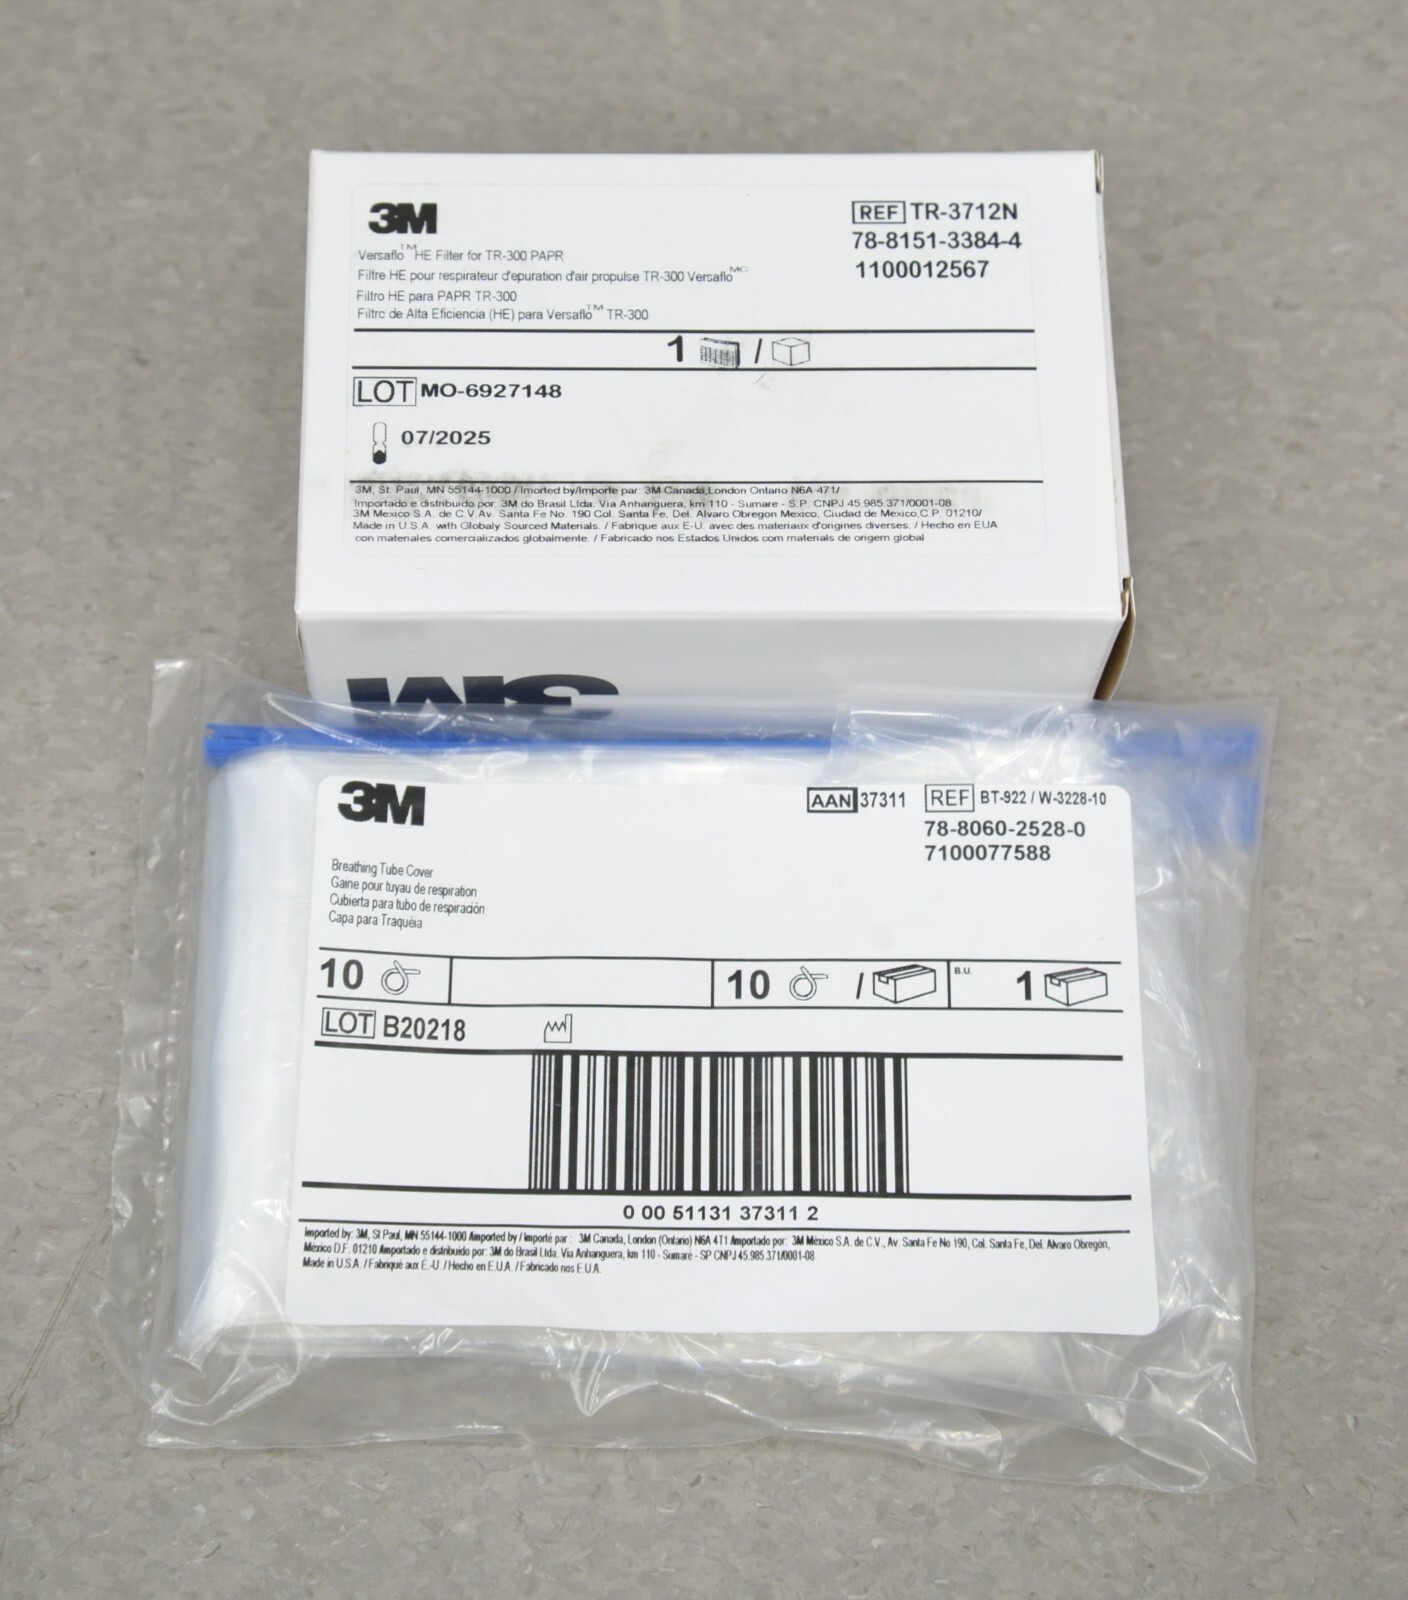 3M
REF TR-3712N
78-8151-3384-4
1100012567
Versaflo™ HE Filter for TR-300 PAPR
Filtre HE pour respirateur d'epuration d'air propulse TR-300 Versaflo MC
Filtro HE para PAPR TR-300
Filtro de Alta Eficiencia (HE) para Versaflo™ TR-300
1 /
LOT MO-6927148
07/2025
3M, St. Paul, MN 55144-1000 / Imorted by/Importe par: 3M Canada,London Ontario N6A 471/
Importado e distribuido por: 3M do Brasil Ltda. Via Anhanguera, km 110 - Sumare - S.P. CNPJ 45.985.371/0001-08
3M Mexico S.A. de C.V Av. Santa Fe No. 190 Col. Santa Fe, Del. Alvaro Obregon Mexico, Ciudad de Mexico,C.P. 01210/
Made in U.S.A. with Globaly Sourced Materials. / Fabrique aux E-U. avec des materiaux d'origines diverses. / Hecho en EUA
con materiales comercializados globalmente. / Fabricado nos Estados Unidos com materials de origem global
3M
3M
AAN 37311 REF BT-922 / W-3228-10
78-8060-2528-0
7100077588
Breathing Tube Cover
Gaine pour tuyau de respiration
Cubierta para tubo de respiración
Capa para Traquéia
10 10 / B.U. 1
LOT B20218
0 00 51131 37311 2
Imported by: 3M, St Paul, MN 55144-1000 Amported by / Importé par : 3M Canada, London (Ontario) N6A 4T1 Amportado por: 3M México S.A. de C.V., Av. Santa Fe No 190, Col. Santa Fe, Del. Alvaro Obregón,
México D.F. 01210 Amportado e distribuido por: 3M do Brasil Ltda. Via Anhanguera, km 110 - Sumaré - SP CNPJ 45.985.371/0001-08
Made in U.S.A. / Fabriqué aux E.-U. / Hecho en E.U.A. / Fabricado nos E.U.A.